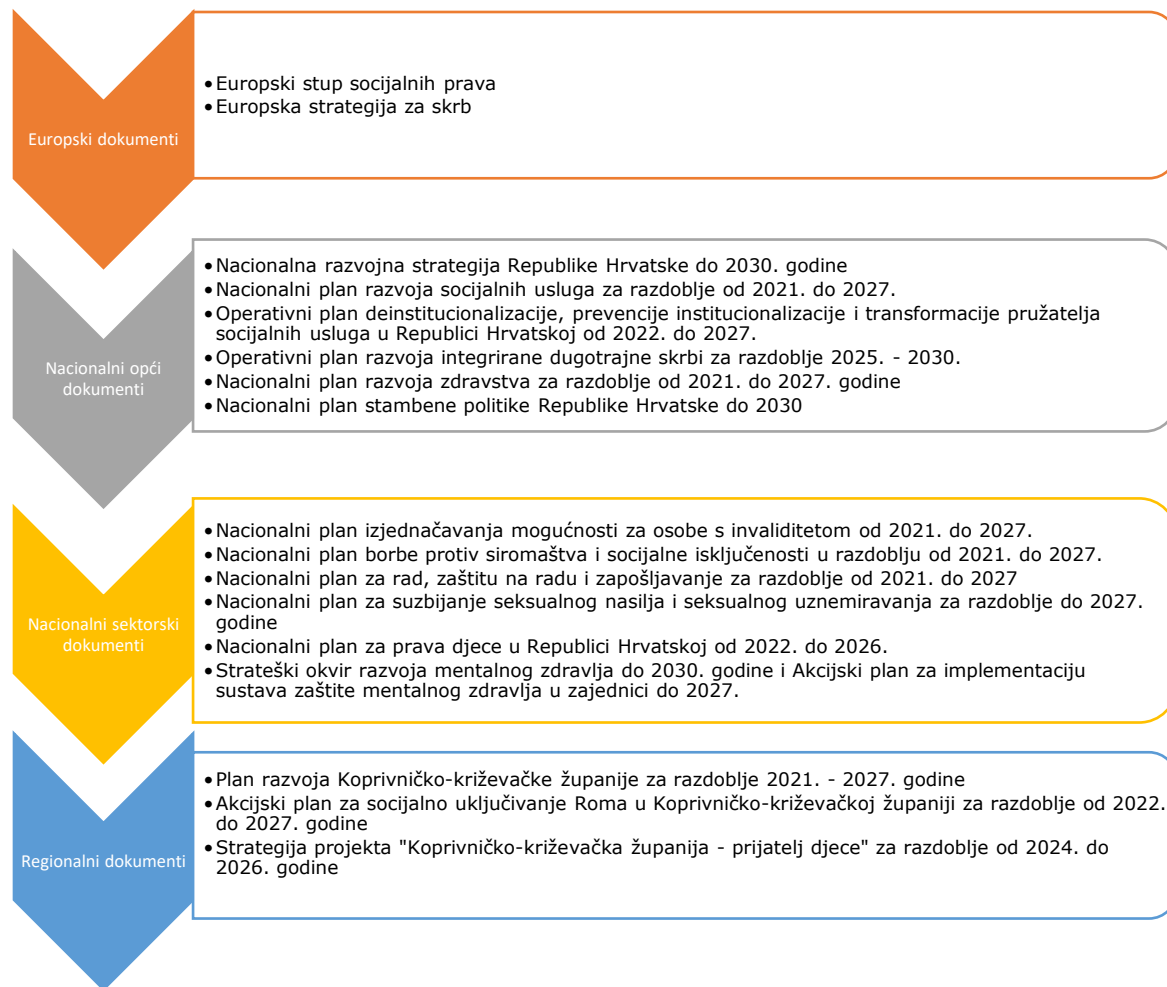 Europski dokumenti
• Europski stup socijalnih prava
• Europska strategija za skrb
Nacionalni opći
dokumenti
• Nacionalna razvojna strategija Republike Hrvatske do 2030. godine
• Nacionalni plan razvoja socijalnih usluga za razdoblje od 2021. do 2027.
• Operativni plan deinstitucionalizacije, prevencije institucionalizacije i transformacije pružatelja
socijalnih usluga u Republici Hrvatskoj od 2022. do 2027.
• Operativni plan razvoja integrirane dugotrajne skrbi za razdoblje 2025. - 2030.
• Nacionalni plan razvoja zdravstva za razdoblje od 2021. do 2027. godine
• Nacionalni plan stambene politike Republike Hrvatske do 2030
Nacionalni sektorski
dokumenti
• Nacionalni plan izjednačavanja mogućnosti za osobe s invaliditetom od 2021. do 2027.
• Nacionalni plan borbe protiv siromaštva i socijalne isključenosti u razdoblju od 2021. do 2027.
• Nacionalni plan za rad, zaštitu na radu i zapošljavanje za razdoblje od 2021. do 2027
• Nacionalni plan za suzbijanje seksualnog nasilja i seksualnog uznemiravanja za razdoblje do 2027.
godine
• Nacionalni plan za prava djece u Republici Hrvatskoj od 2022. do 2026.
• Strateški okvir razvoja mentalnog zdravlja do 2030. godine i Akcijski plan za implementaciju
sustava zaštite mentalnog zdravlja u zajednici do 2027.
Regionalni dokumenti
• Plan razvoja Koprivničko-križevačke županije za razdoblje 2021. - 2027. godine
• Akcijski plan za socijalno uključivanje Roma u Koprivničko-križevačkoj županiji za razdoblje od 2022.
do 2027. godine
• Strategija projekta "Koprivničko-križevačka županija - prijatelj djece" za razdoblje od 2024. do
2026. godine